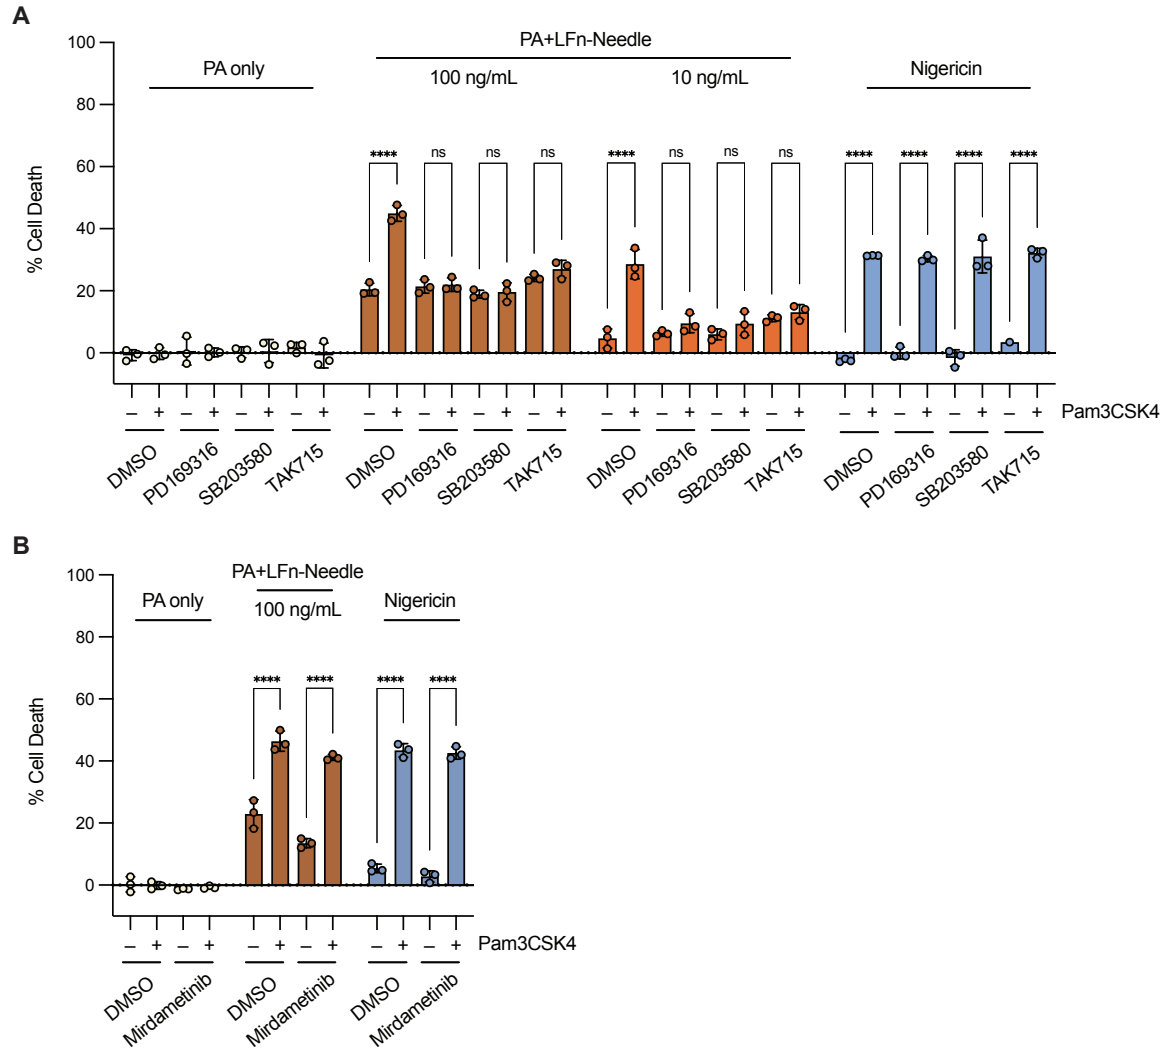 A
PA+LFn-Needle
PA only
100 ng/mL
10 ng/mL
Nigericin
100
80
60
40
20
0
% Cell Death
**** ns ns ns **** ns ns ns **** **** **** ****
– + – + – + – + – + – + – + – + – + – + – + – + – + – + – + – + Pam3CSK4
DMSO PD169316 SB203580 TAK715 DMSO PD169316 SB203580 TAK715 DMSO PD169316 SB203580 TAK715 DMSO PD169316 SB203580 TAK715
B
PA+LFn-Needle
PA only
100 ng/mL
Nigericin
100
80
60
40
20
0
% Cell Death
**** **** **** ****
– + – + – + – + – + – + Pam3CSK4
DMSO Mirdametinib DMSO Mirdametinib DMSO Mirdametinib